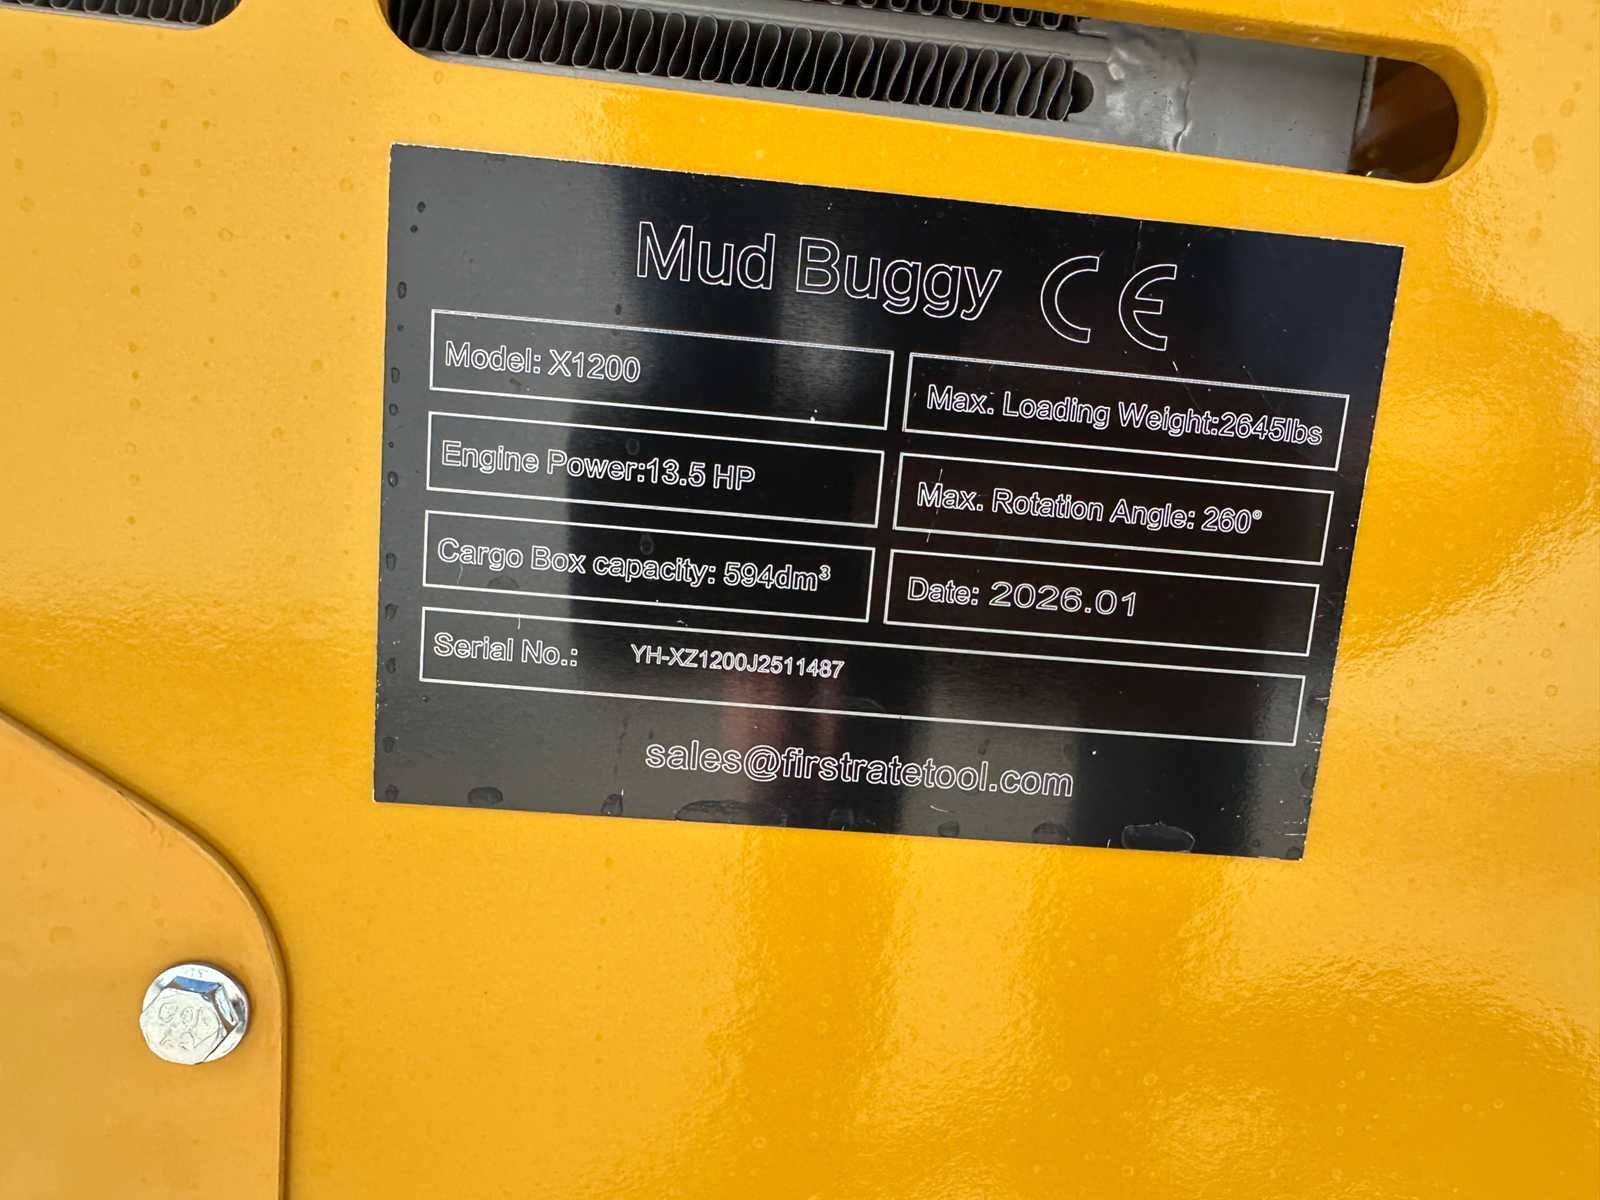 Mud Buggy CE
Model: X1200
Max. Loading Weight:2645lbs
Engine Power:13.5 HP
Max. Rotation Angle: 260°
Cargo Box capacity: 594dm³
Date: 2026.01
Serial No.: YH-XZ1200J2511487
sales@firstratetool.com